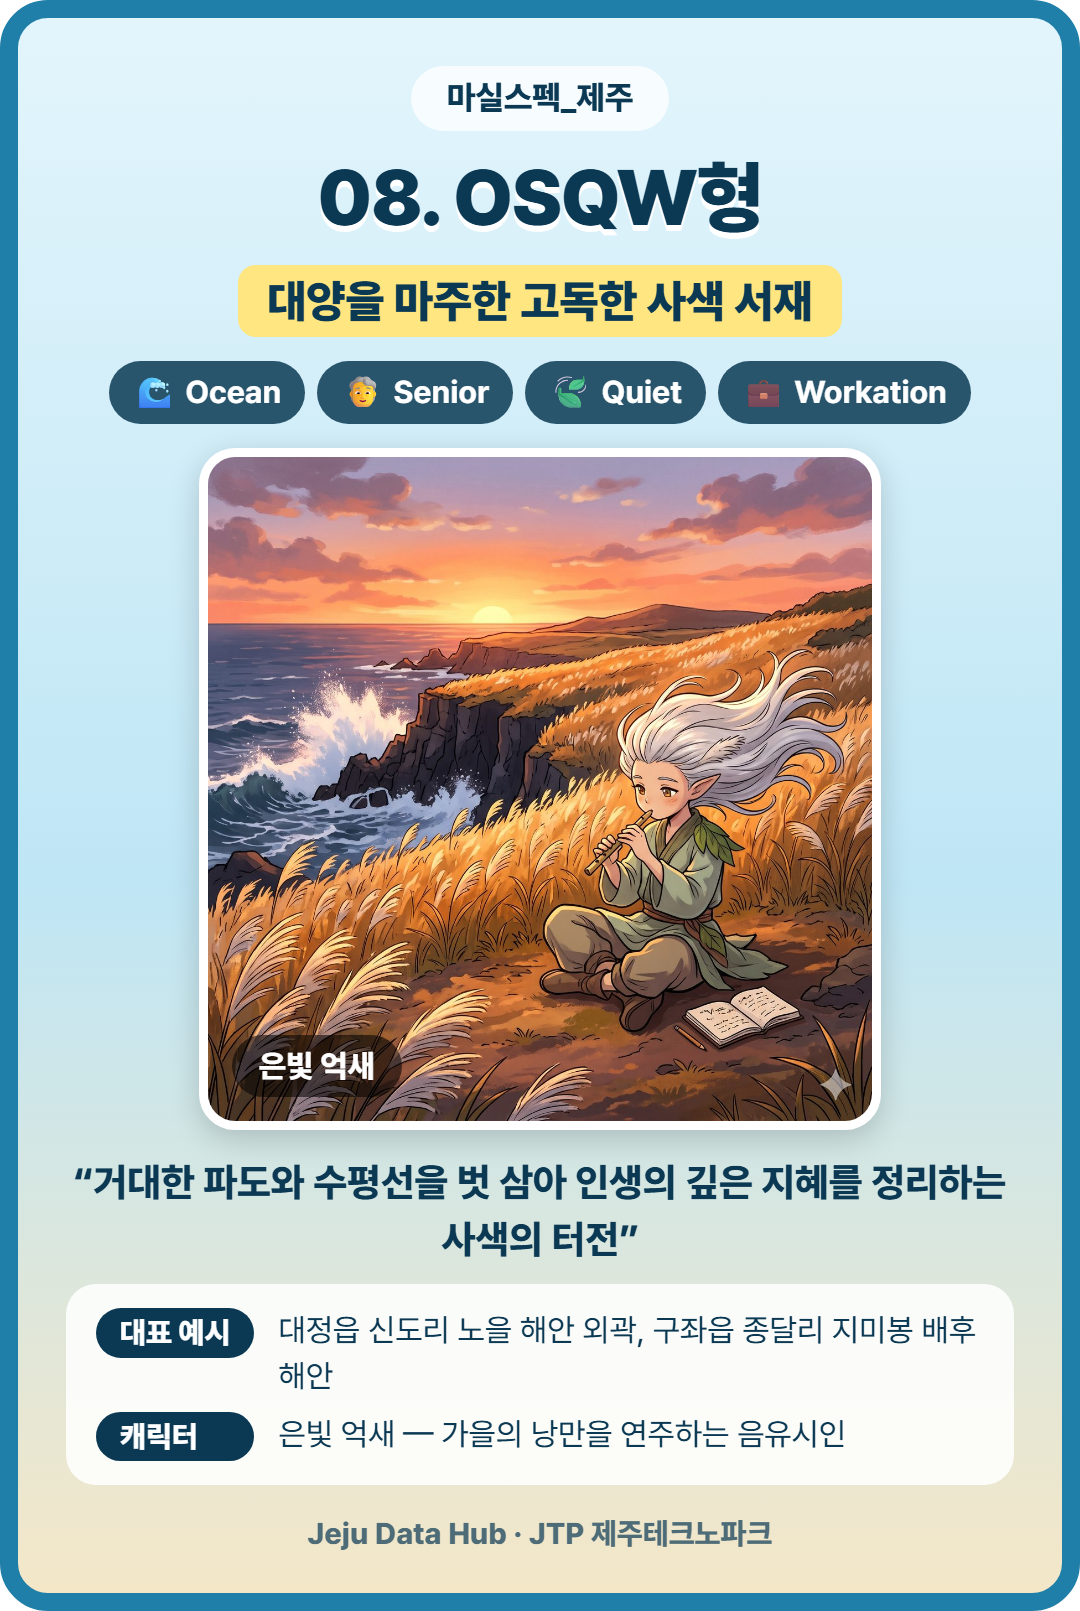 마실스펙_제주
08. OSQW형
대양을 마주한 고독한 사색 서재
Ocean
Senior
Quiet
Workation
은빛 억새
“거대한 파도와 수평선을 벗 삼아 인생의 깊은 지혜를 정리하는
사색의 터전”
대표 예시
대정읍 신도리 노을 해안 외곽, 구좌읍 종달리 지미봉 배후
해안
캐릭터
은빛 억새 — 가을의 낭만을 연주하는 음유시인
Jeju Data Hub · JTP 제주테크노파크